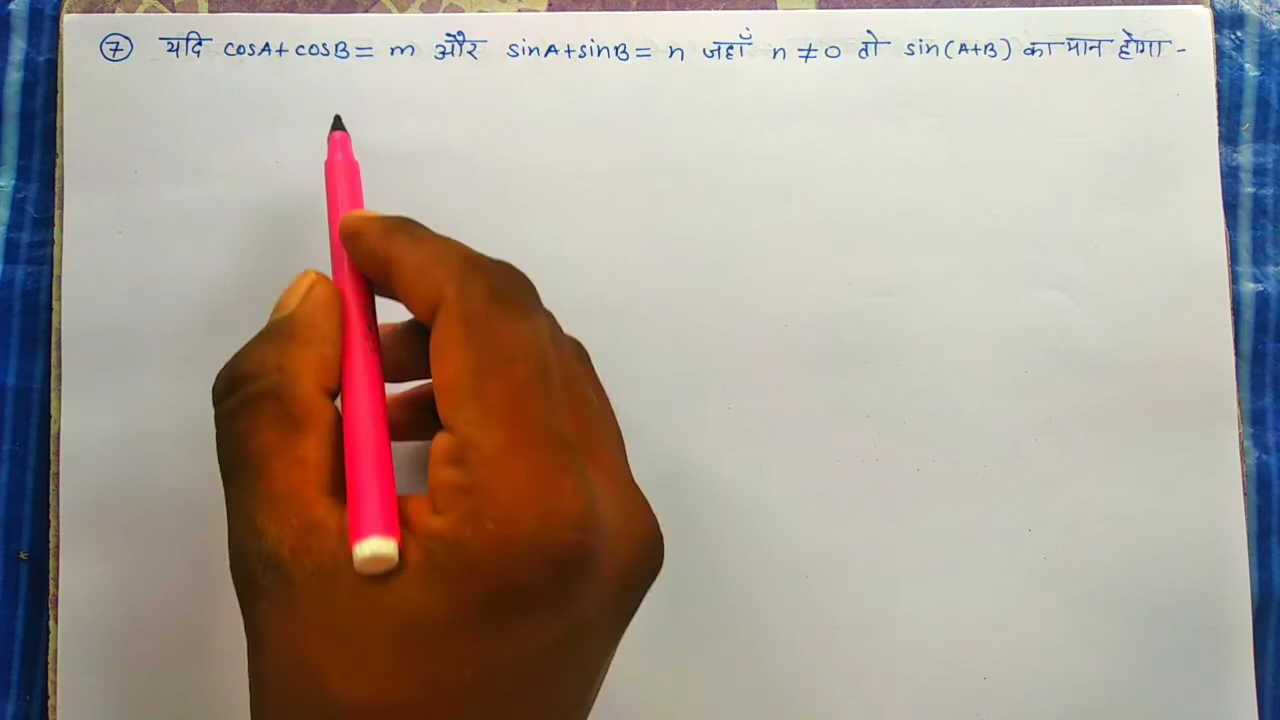 ⑦ यदि cosA+cosB= m और sinA+sinB= n जहाँ n ≠ 0 तो sin(A+B) का मान होगा -